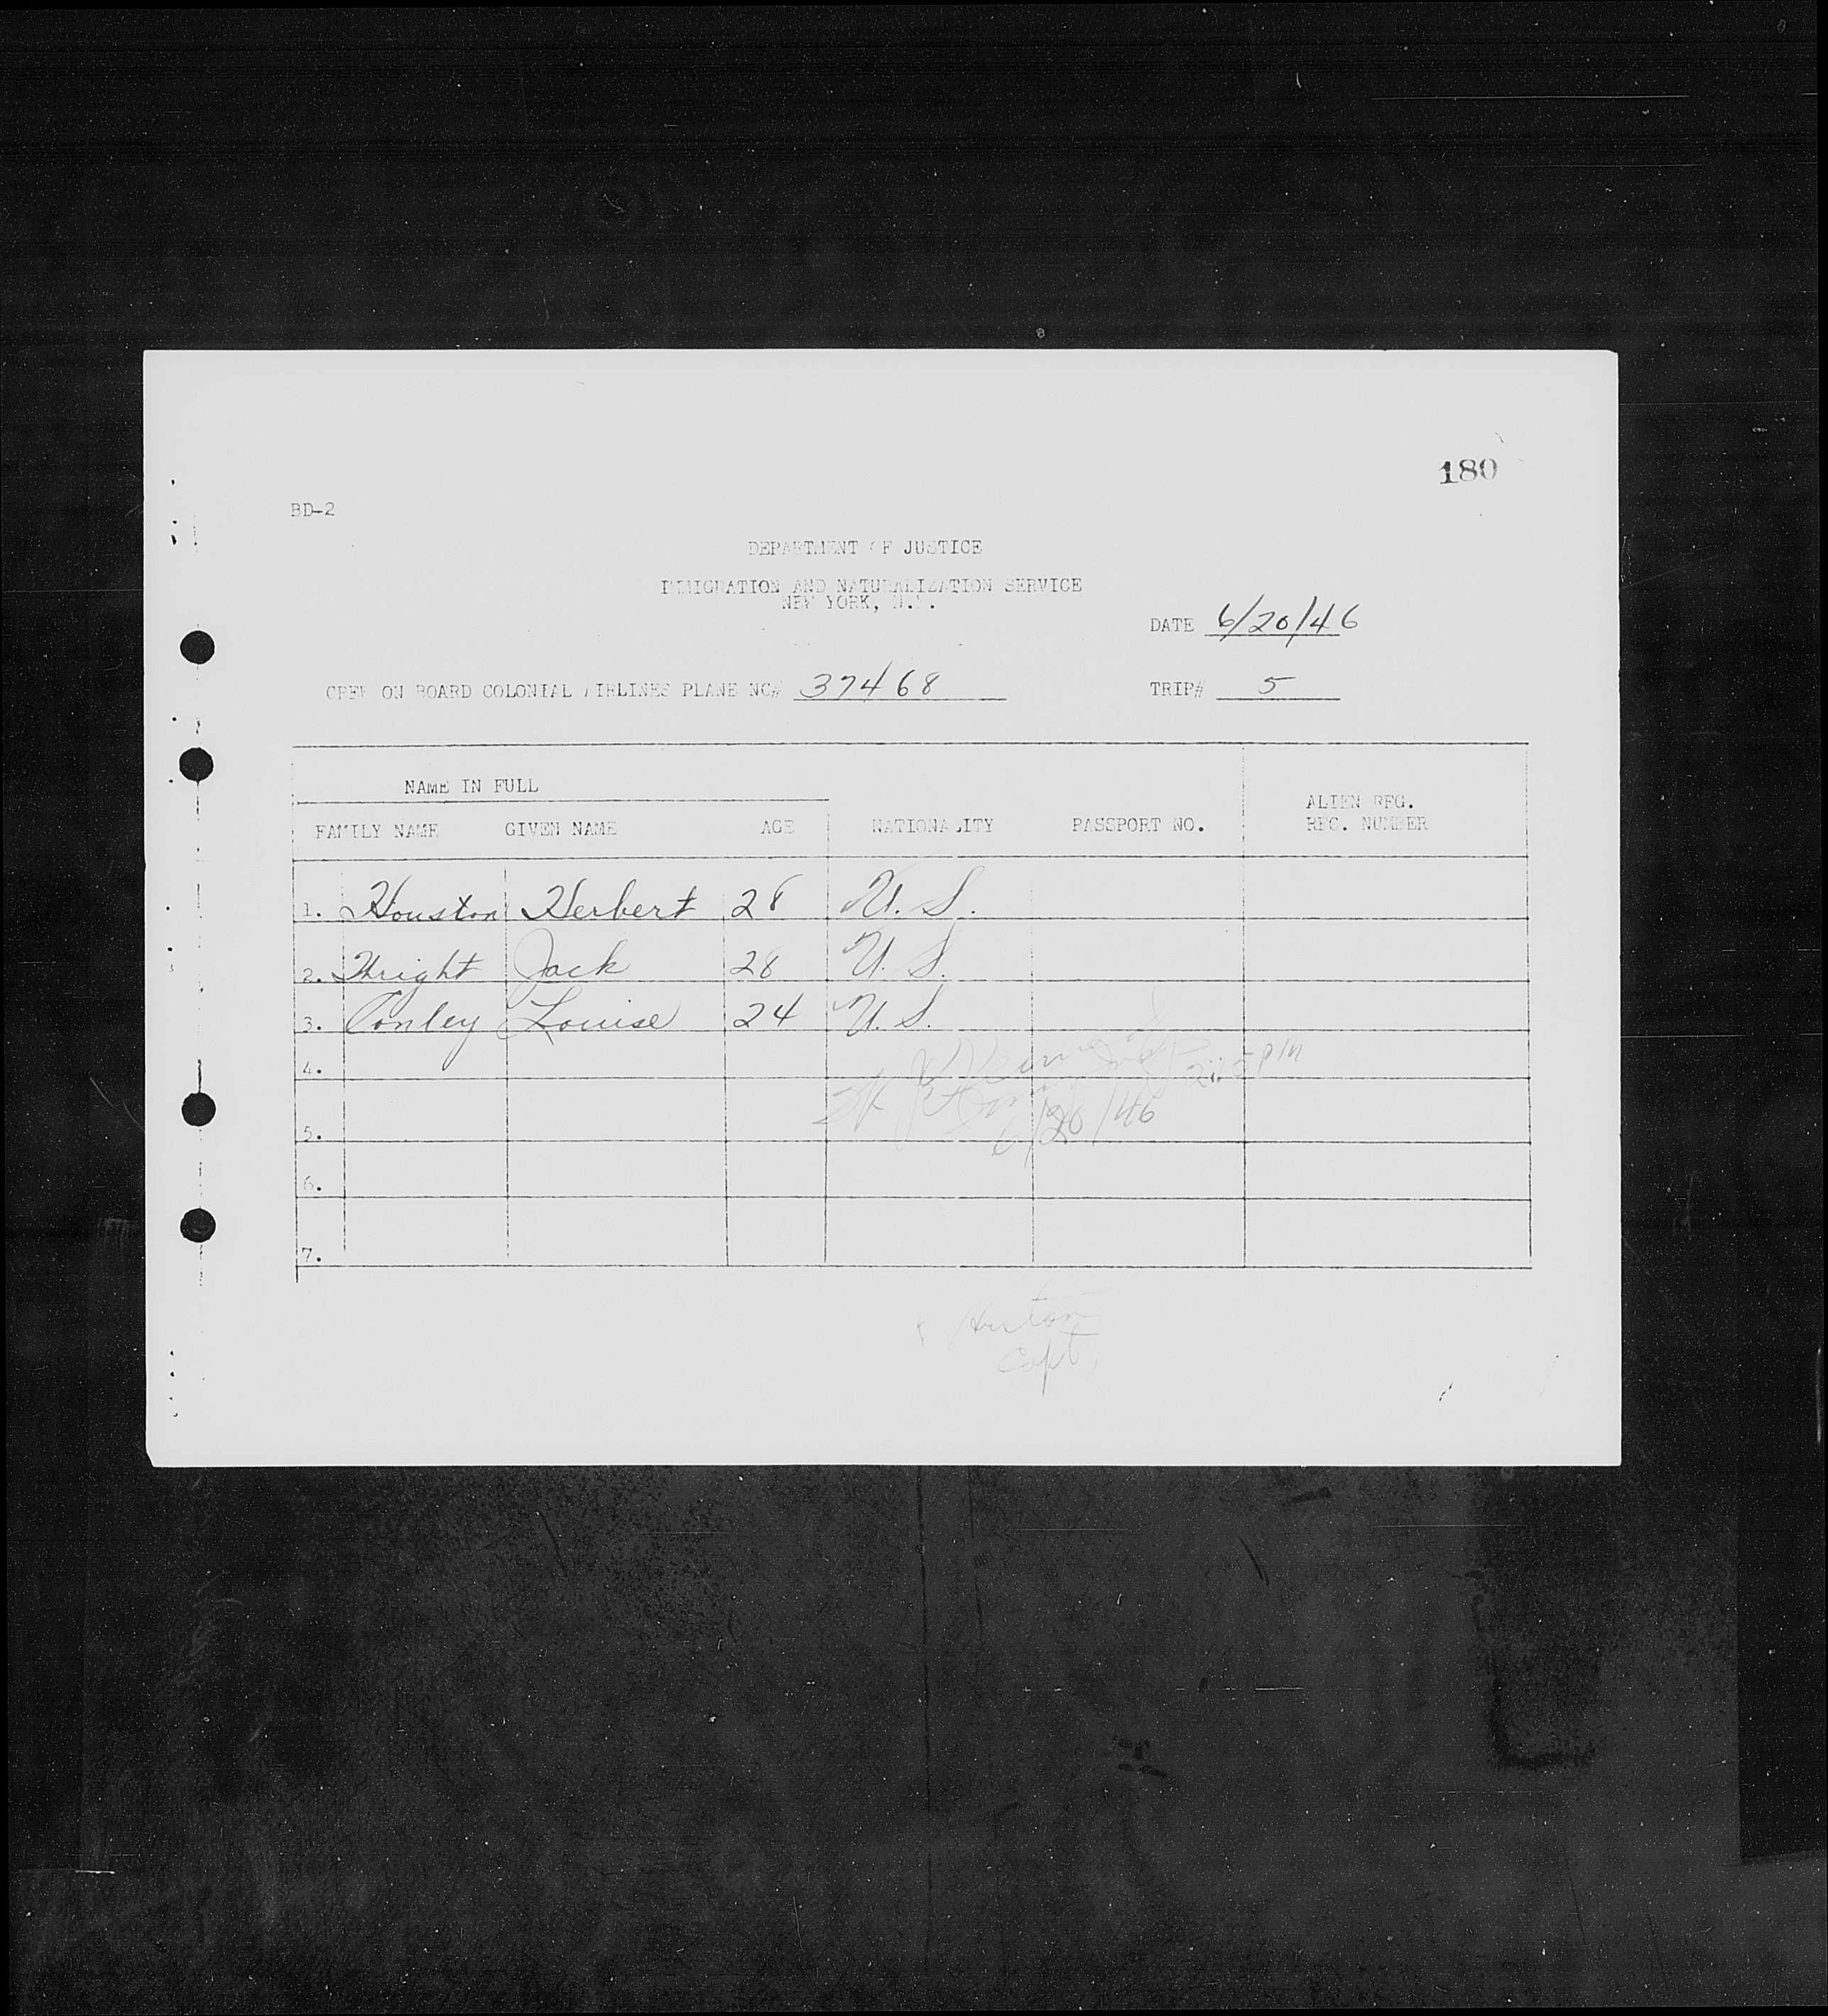 180
BD-2
DEPARTMENT OF JUSTICE
IMMIGRATION AND NATURALIZATION SERVICE
NEW YORK, N.Y.
DATE 6/20/46
CREW ON BOARD COLONIAL AIRLINES PLANE NC# 37468 TRIP# 5
NAME IN FULL
FAMILY NAME GIVEN NAME AGE NATIONALITY PASSPORT NO. ALIEN REG.
REC. NUMBER
1. Houston Herbert 28 U. S.
2. Wright Jack 28 U. S.
3. Conley Louise 24 U. S.
4.
5. 6/20/46
6.
7.
Huston
Capt.